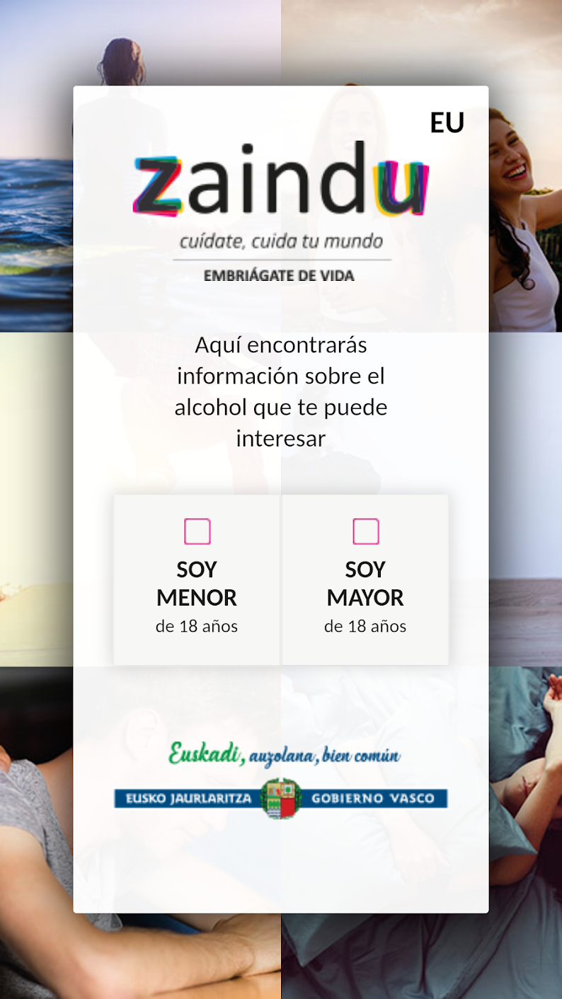 EU
zaindu
cuídate, cuida tu mundo
EMBRIÁGATE DE VIDA
Aquí encontrarás
información sobre el
alcohol que te puede
interesar
SOY
MENOR
de 18 años
SOY
MAYOR
de 18 años
Euskadi, auzolana, bien común
EUSKO JAURLARITZA GOBIERNO VASCO